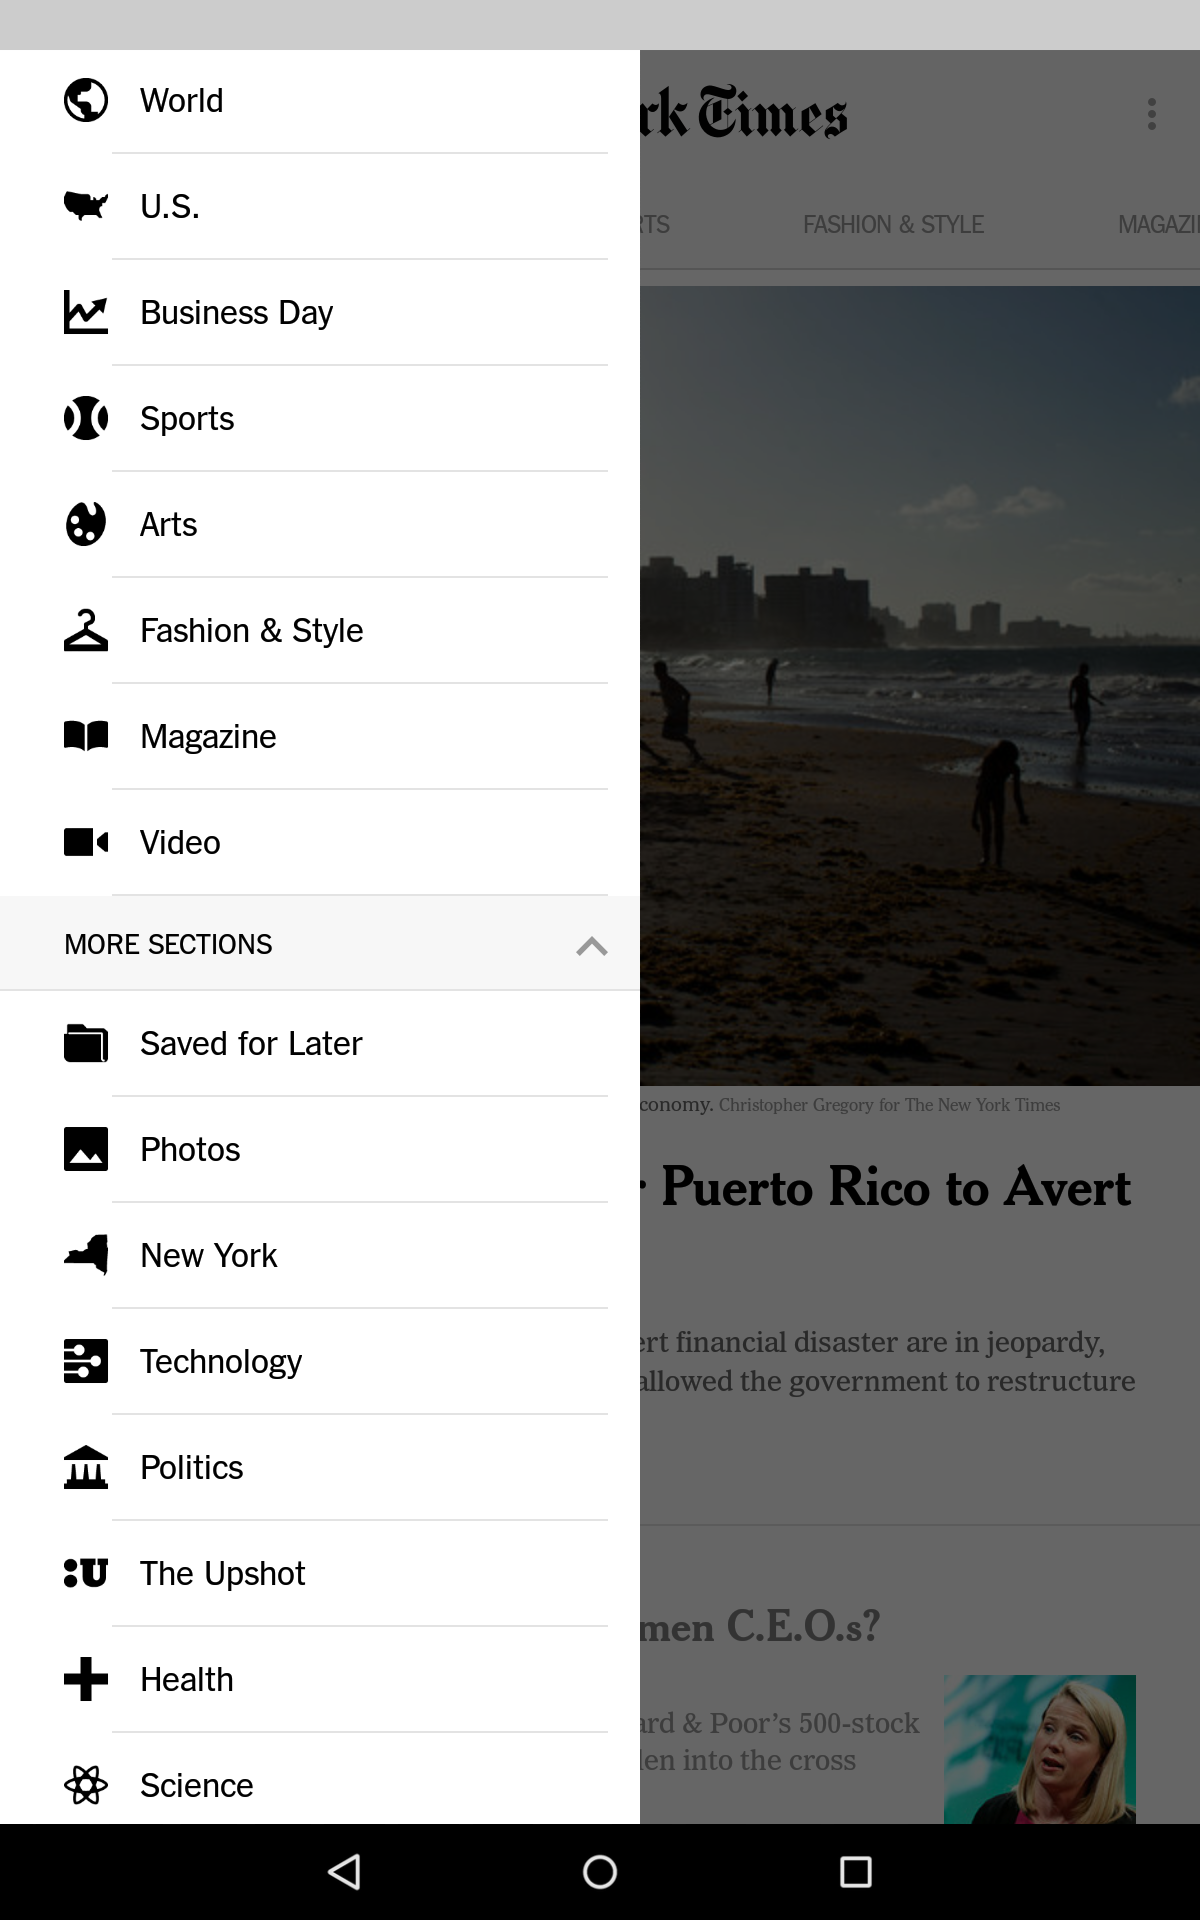 World
U.S.
Business Day
Sports
Arts
Fashion & Style
Magazine
Video
MORE SECTIONS
Saved for Later
Photos
New York
Technology
Politics
The Upshot
Health
Science
rk Times
RTS FASHION & STYLE MAGAZI
conomy. Christopher Gregory for The New York Times
r Puerto Rico to Avert
ert financial disaster are in jeopardy,
allowed the government to restructure
men C.E.O.s?
ard & Poor’s 500-stock
len into the cross